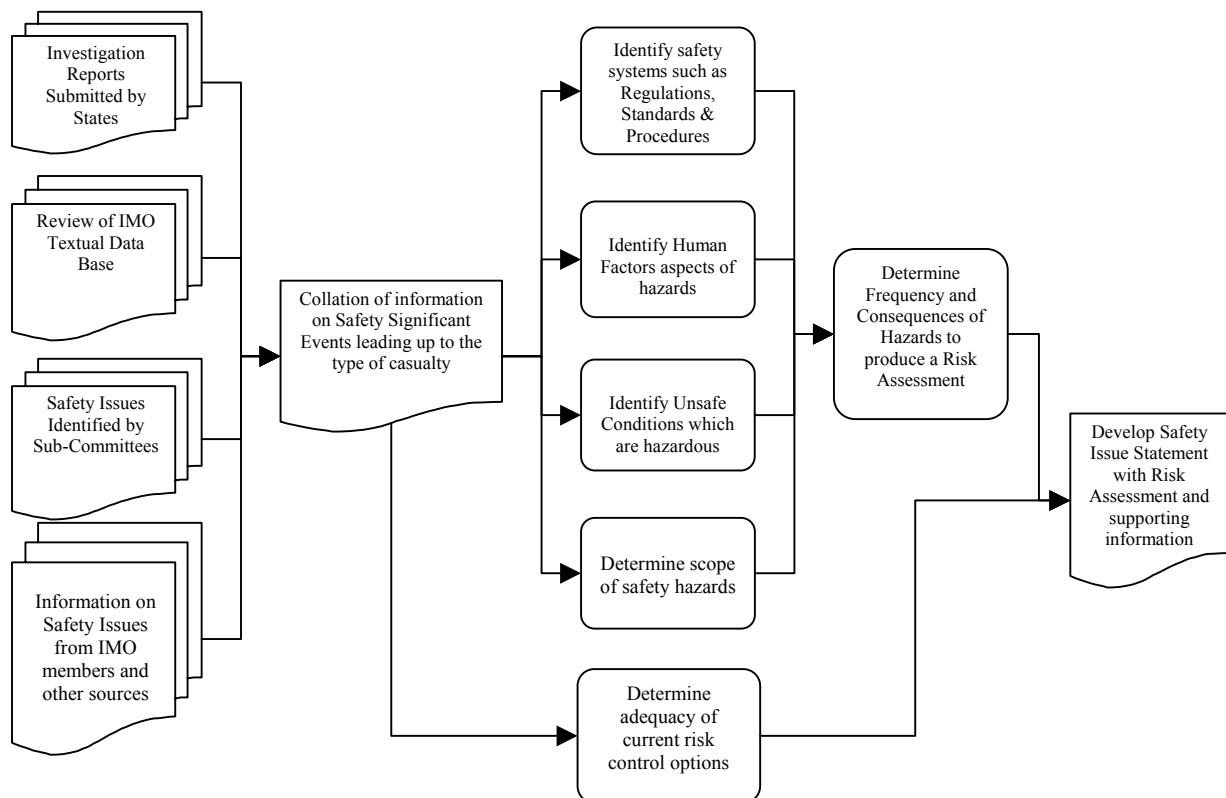 Investigation
Reports
Submitted by
States
Review of IMO
Textual Data
Base
Safety Issues
Identified by
Sub-Committees
Information on
Safety Issues
from IMO
members and
other sources
Collation of information
on Safety Significant
Events leading up to the
type of casualty
Identify safety
systems such as
Regulations,
Standards &
Procedures
Identify Human
Factors aspects of
hazards
Identify Unsafe
Conditions which
are hazardous
Determine scope
of safety hazards
Determine
adequacy of
current risk
control options
Determine
Frequency and
Consequences of
Hazards to
produce a Risk
Assessment
Develop Safety
Issue Statement
with Risk
Assessment and
supporting
information